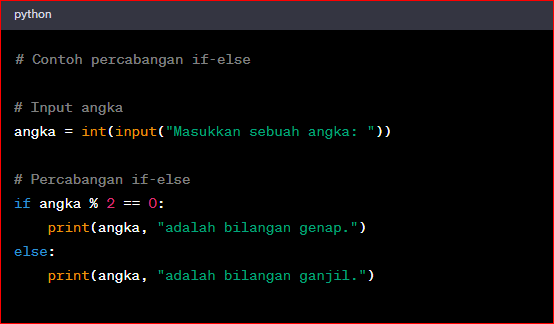 python
# Contoh percabangan if-else
# Input angka
angka = int(input("Masukkan sebuah angka: "))
# Percabangan if-else
if angka % 2 == 0:
    print(angka, "adalah bilangan genap.")
else:
    print(angka, "adalah bilangan ganjil.")